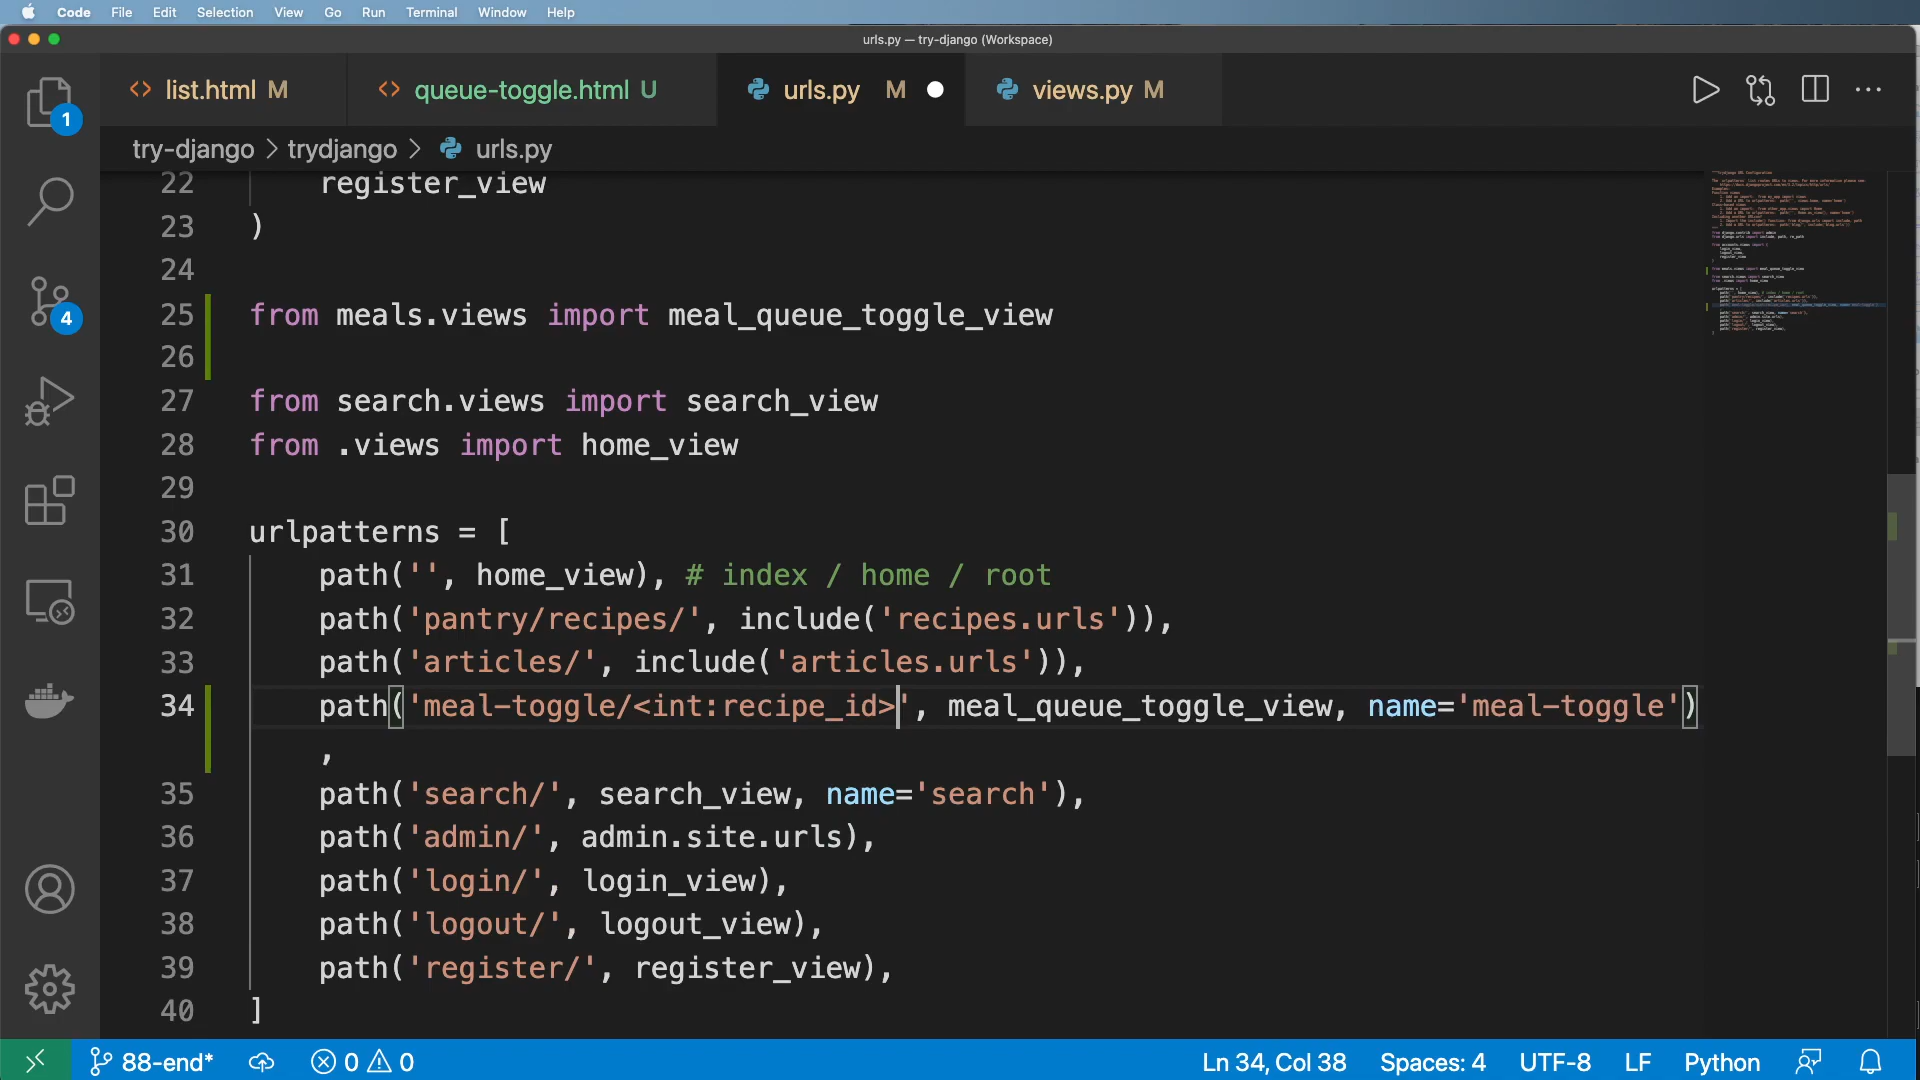 Code File Edit Selection View Go Run Terminal Window Help
urls.py — try-django (Workspace)
list.html M queue-toggle.html U urls.py M views.py M
1
try-django > trydjango > urls.py
22 register_view
23 )
24
25 from meals.views import meal_queue_toggle_view
26
27 from search.views import search_view
28 from .views import home_view
29
30 urlpatterns = [
31 path('', home_view), # index / home / root
32 path('pantry/recipes/', include('recipes.urls')),
33 path('articles/', include('articles.urls')),
34 path('meal-toggle/<int:recipe_id>', meal_queue_toggle_view, name='meal-toggle')
,
35 path('search/', search_view, name='search'),
36 path('admin/', admin.site.urls),
37 path('login/', login_view),
38 path('logout/', logout_view),
39 path('register/', register_view),
40 ]
4
88-end* 0 0 Ln 34, Col 38 Spaces: 4 UTF-8 LF Python